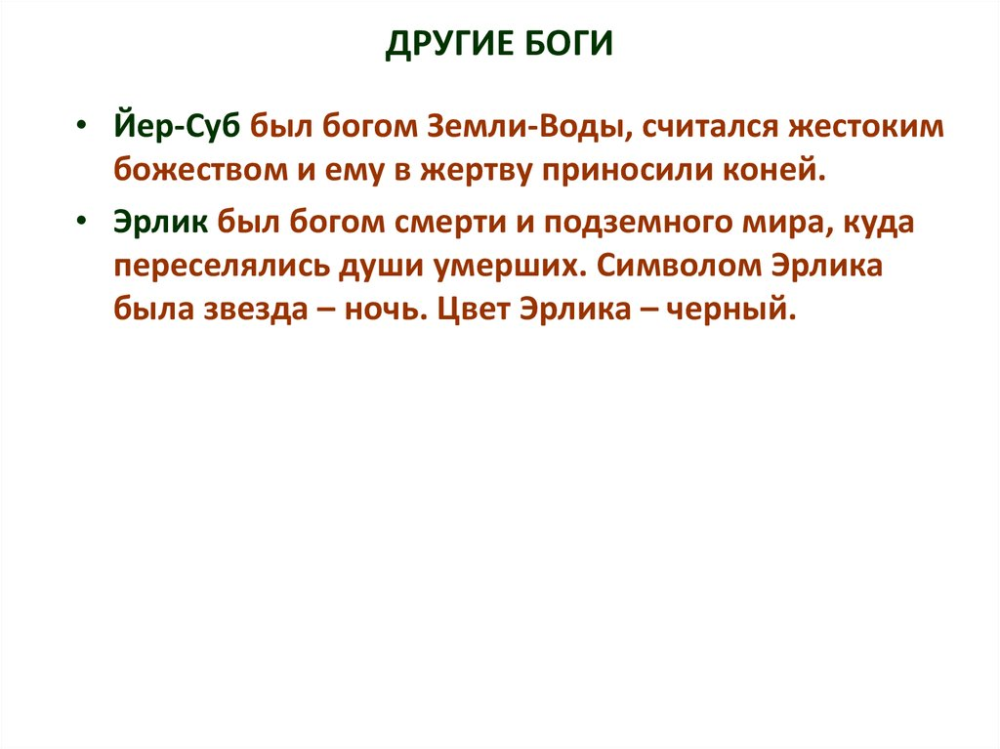 ДРУГИЕ БОГИ
• Йер-Суб был богом Земли-Воды, считался жестоким
божеством и ему в жертву приносили коней.
• Эрлик был богом смерти и подземного мира, куда
переселялись души умерших. Символом Эрлика
была звезда – ночь. Цвет Эрлика – черный.